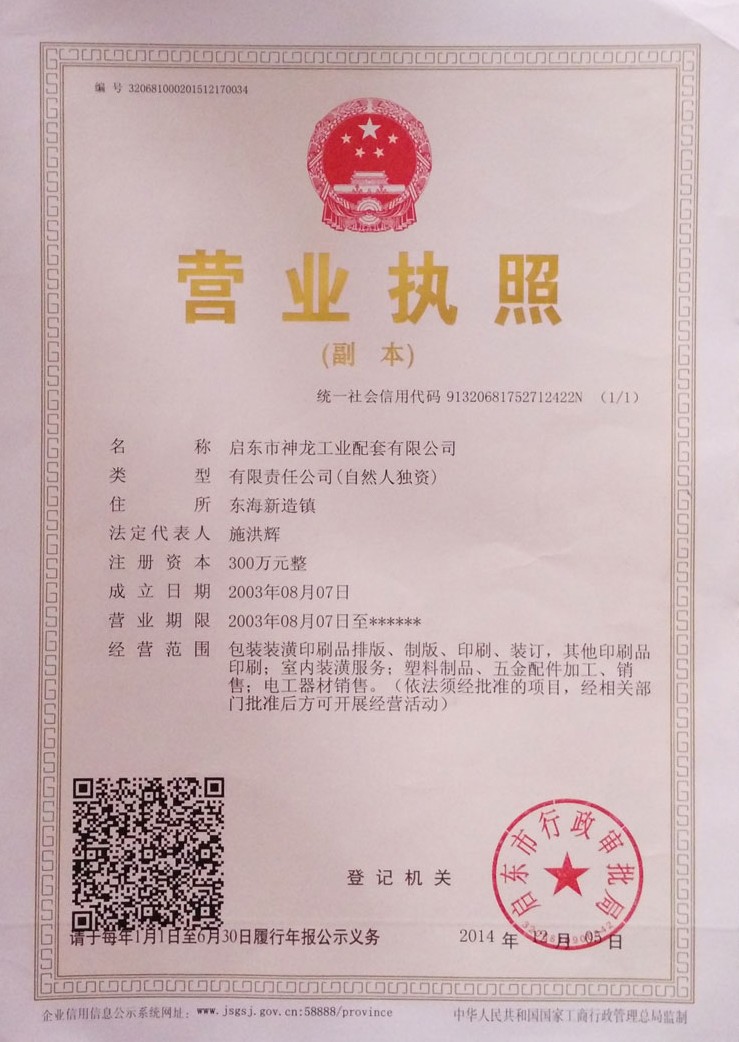 编 号 320681000201512170034
营业执照
(副 本)
统一社会信用代码 91320681752712422N (1/1)
名 称 启东市神龙工业配套有限公司
类 型 有限责任公司(自然人独资)
住 所 东海新造镇
法定代表人 施洪辉
注册资本 300万元整
成立日期 2003年08月07日
营业期限 2003年08月07日至******
经营范围 包装装潢印刷品排版、制版、印刷、装订，其他印刷品
印刷；室内装潢服务；塑料制品、五金配件加工、销
售；电工器材销售。（依法须经批准的项目，经相关部
门批准后方可开展经营活动）
启东市行政审批局
登记机关
请于每年1月1日至6月30日履行年报公示义务
2014 年 12 月 05 日
企业信用信息公示系统网址：www.jsgsj.gov.cn:58888/province
中华人民共和国国家工商行政管理总局监制